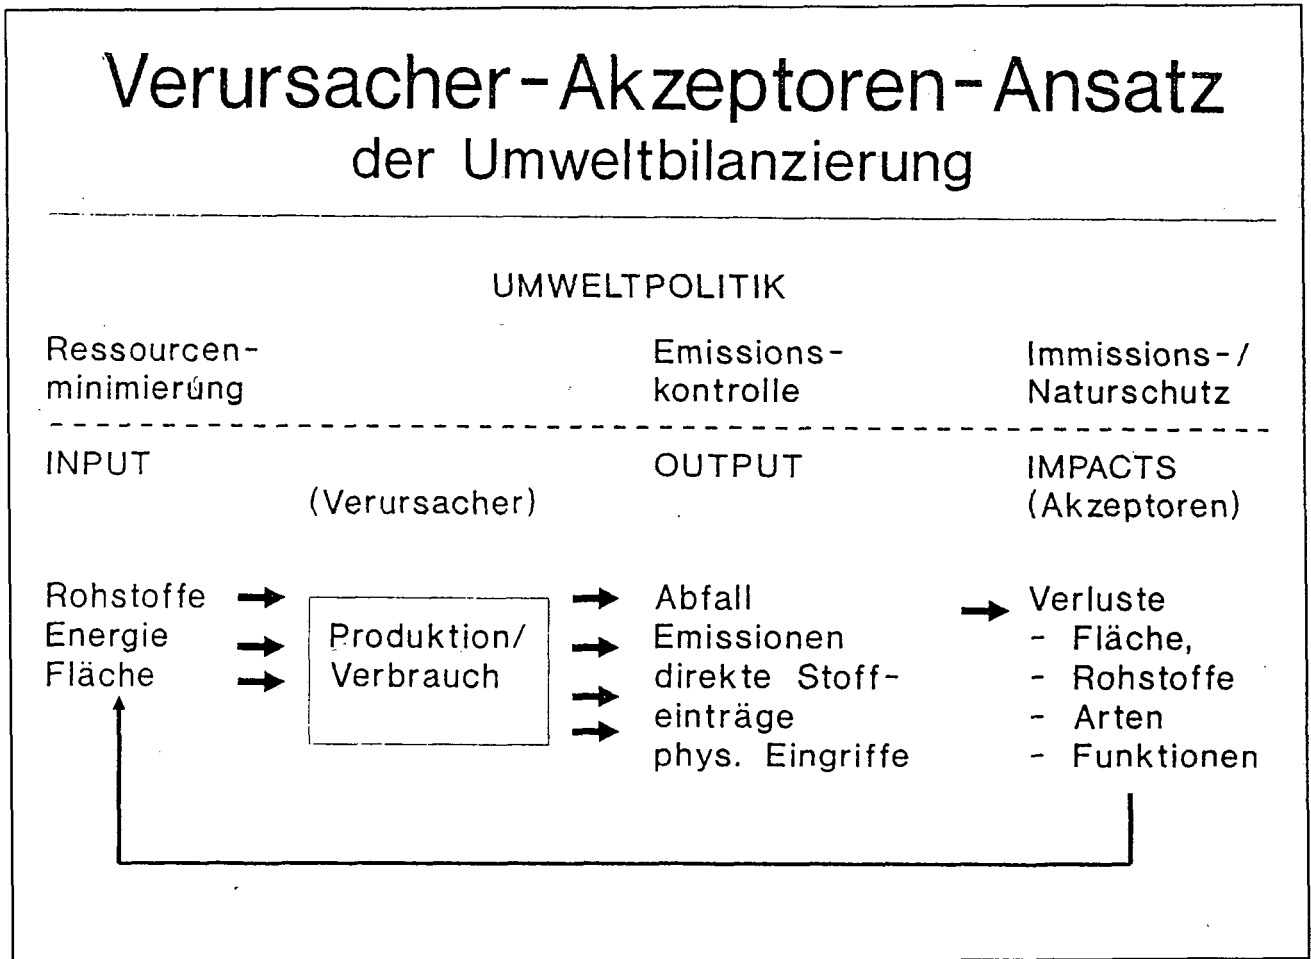 Verursacher-Akzeptoren-Ansatz
der Umweltbilanzierung
UMWELTPOLITIK
Ressourcen-
minimierung
Emissions-
kontrolle
Immissions-/
Naturschutz
INPUT
(Verursacher)
OUTPUT
IMPACTS
(Akzeptoren)
Rohstoffe
Energie
Fläche
Produktion/
Verbrauch
Abfall
Emissionen
direkte Stoff-
einträge
phys. Eingriffe
Verluste
- Fläche,
- Rohstoffe
- Arten
- Funktionen